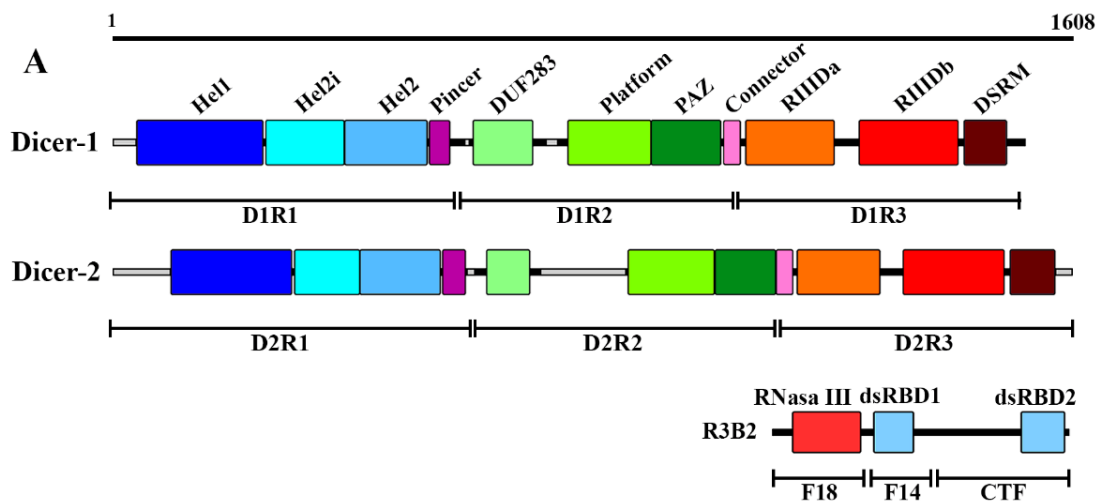 1 1608
A
Hel1 Hel2i Hel2 Pincer DUF283 Platform PAZ Connector RIIIDa RIIIDb DSRM
Dicer-1
D1R1 D1R2 D1R3
Dicer-2
D2R1 D2R2 D2R3
RNasa III dsRBD1 dsRBD2
R3B2
F18 F14 CTF